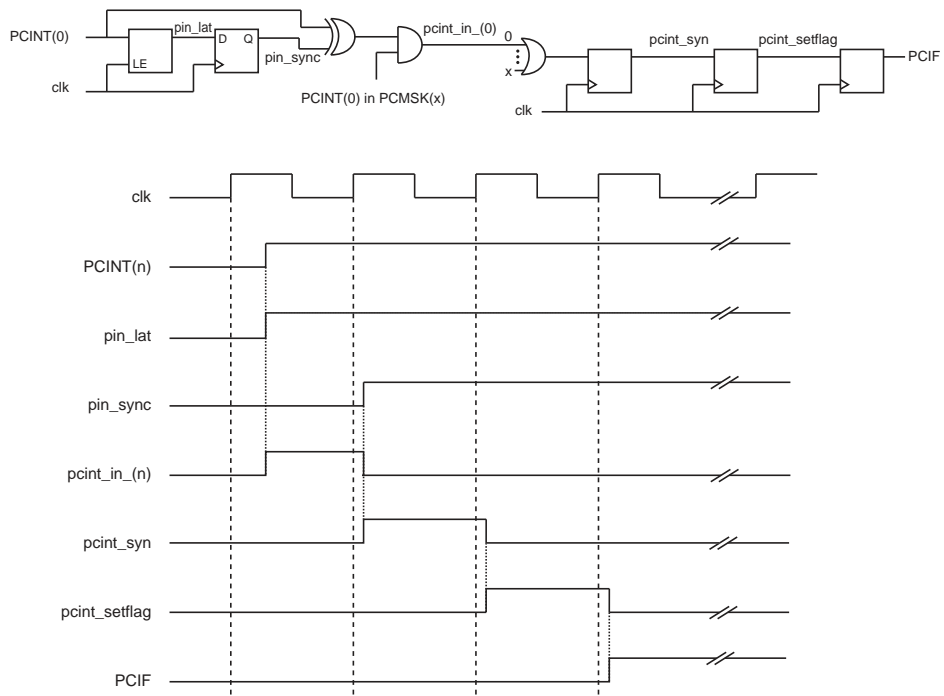 PCINT(0)
pin_lat
D Q
LE
pin_sync
clk
PCINT(0) in PCMSK(x)
pcint_in_(0)
0
x
pcint_syn
pcint_setflag
PCIF
clk
clk
PCINT(n)
pin_lat
pin_sync
pcint_in_(n)
pcint_syn
pcint_setflag
PCIF